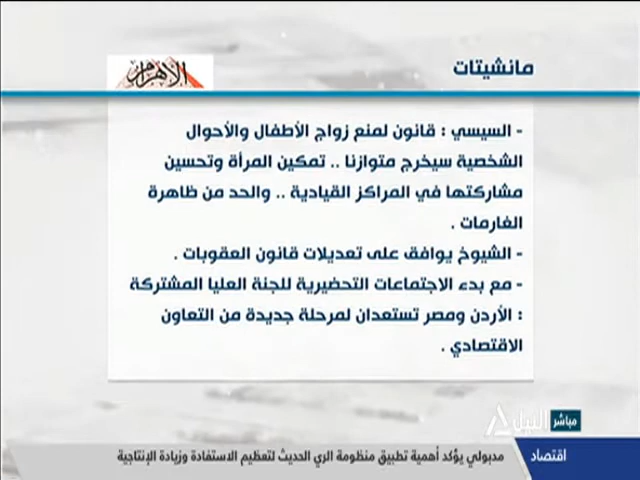 مانشيتات
الأهرام
- السيسي : قانون لمنع زواج الأطفال والأحوال
الشخصية سيخرج متوازنا .. تمكين المرأة وتحسين
مشاركتها في المراكز القيادية .. والحد من ظاهرة
الغارمات .
- الشيوخ يوافق على تعديلات قانون العقوبات .
- مع بدء الاجتماعات التحضيرية للجنة العليا المشتركة
: الأردن ومصر تستعدان لمرحلة جديدة من التعاون
الاقتصادي .
مباشر النيل
اقتصاد مدبولي يؤكد أهمية تطبيق منظومة الري الحديث لتعظيم الاستفادة وزيادة الإنتاجية